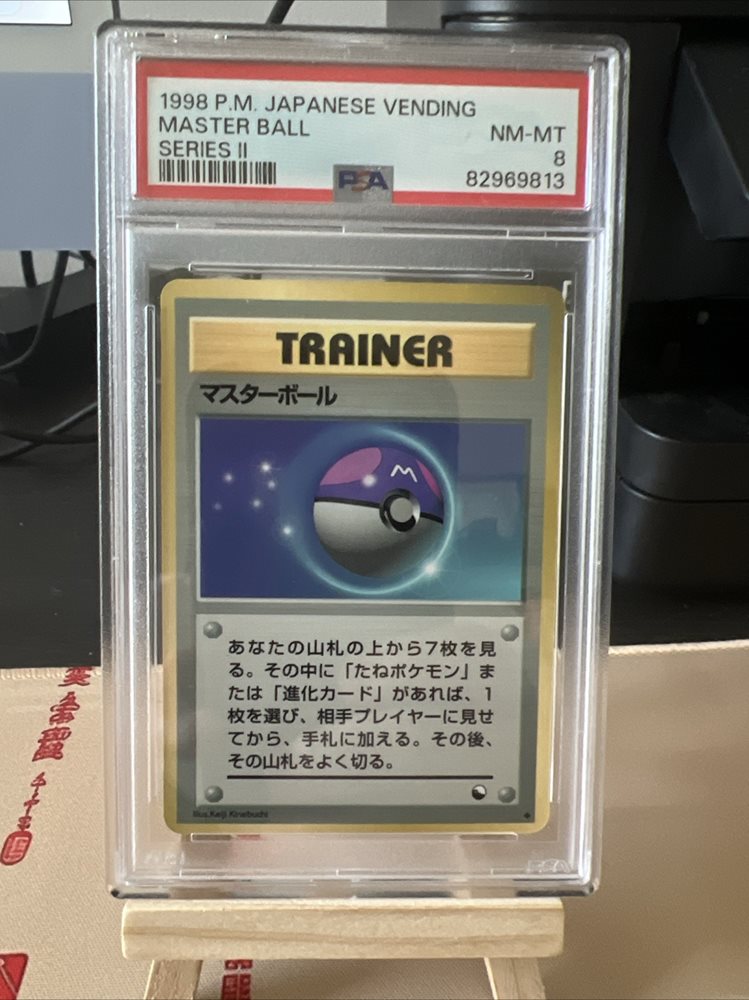 1998 P.M. JAPANESE VENDING
MASTER BALL NM-MT
SERIES II 8
PSA 82969813
TRAINER
マスターボール
M
あなたの山札の上から7枚を見
る。その中に「たねポケモン」ま
たは「進化カード」があれば、1
枚を選び、相手プレイヤーに見せ
てから、手札に加える。その後、
その山札をよく切る。
Illus.Keiji Kinebuchi